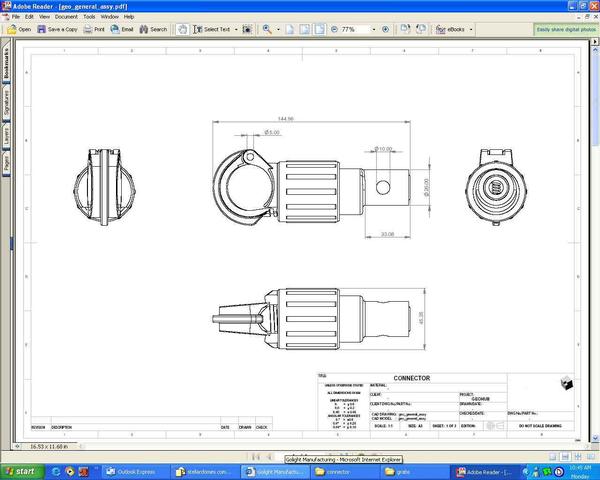 Adobe Reader - [geo_general_assy.pdf]
File Edit View Document Tools Window Help
Open Save a Copy Print Email Search Select Text 77% eBooks Easily share digital photos
Bookmarks
Signatures
Layers
Pages
144.96
Ø5.00
Ø10.00
Ø26.00
33.08
TITLE:
CONNECTOR
MATERIAL:
CLIENT:
PROJECT:
GEOHUB
CLIENT DWG No./PART No.:
DRAWN/DATE:
CAD DRAWING: geo_general_assy
CAD MODEL: geo_general_assy
CHECKED/DATE:
DWG No./PART No.:
SCALE: 1:1 SIZE: A3 SHEET: 1 OF 2 EDITION:
DO NOT SCALE DRAWING
REVISION DESCRIPTION DATE DRAWN CHECK
16.53 x 11.68 in
Golight Manufacturing - Microsoft Internet Explorer
start Outlook Express stellardones.com... Golight Manufactu... connector grabs Adobe Reader - [... 10:45 AM
Monday